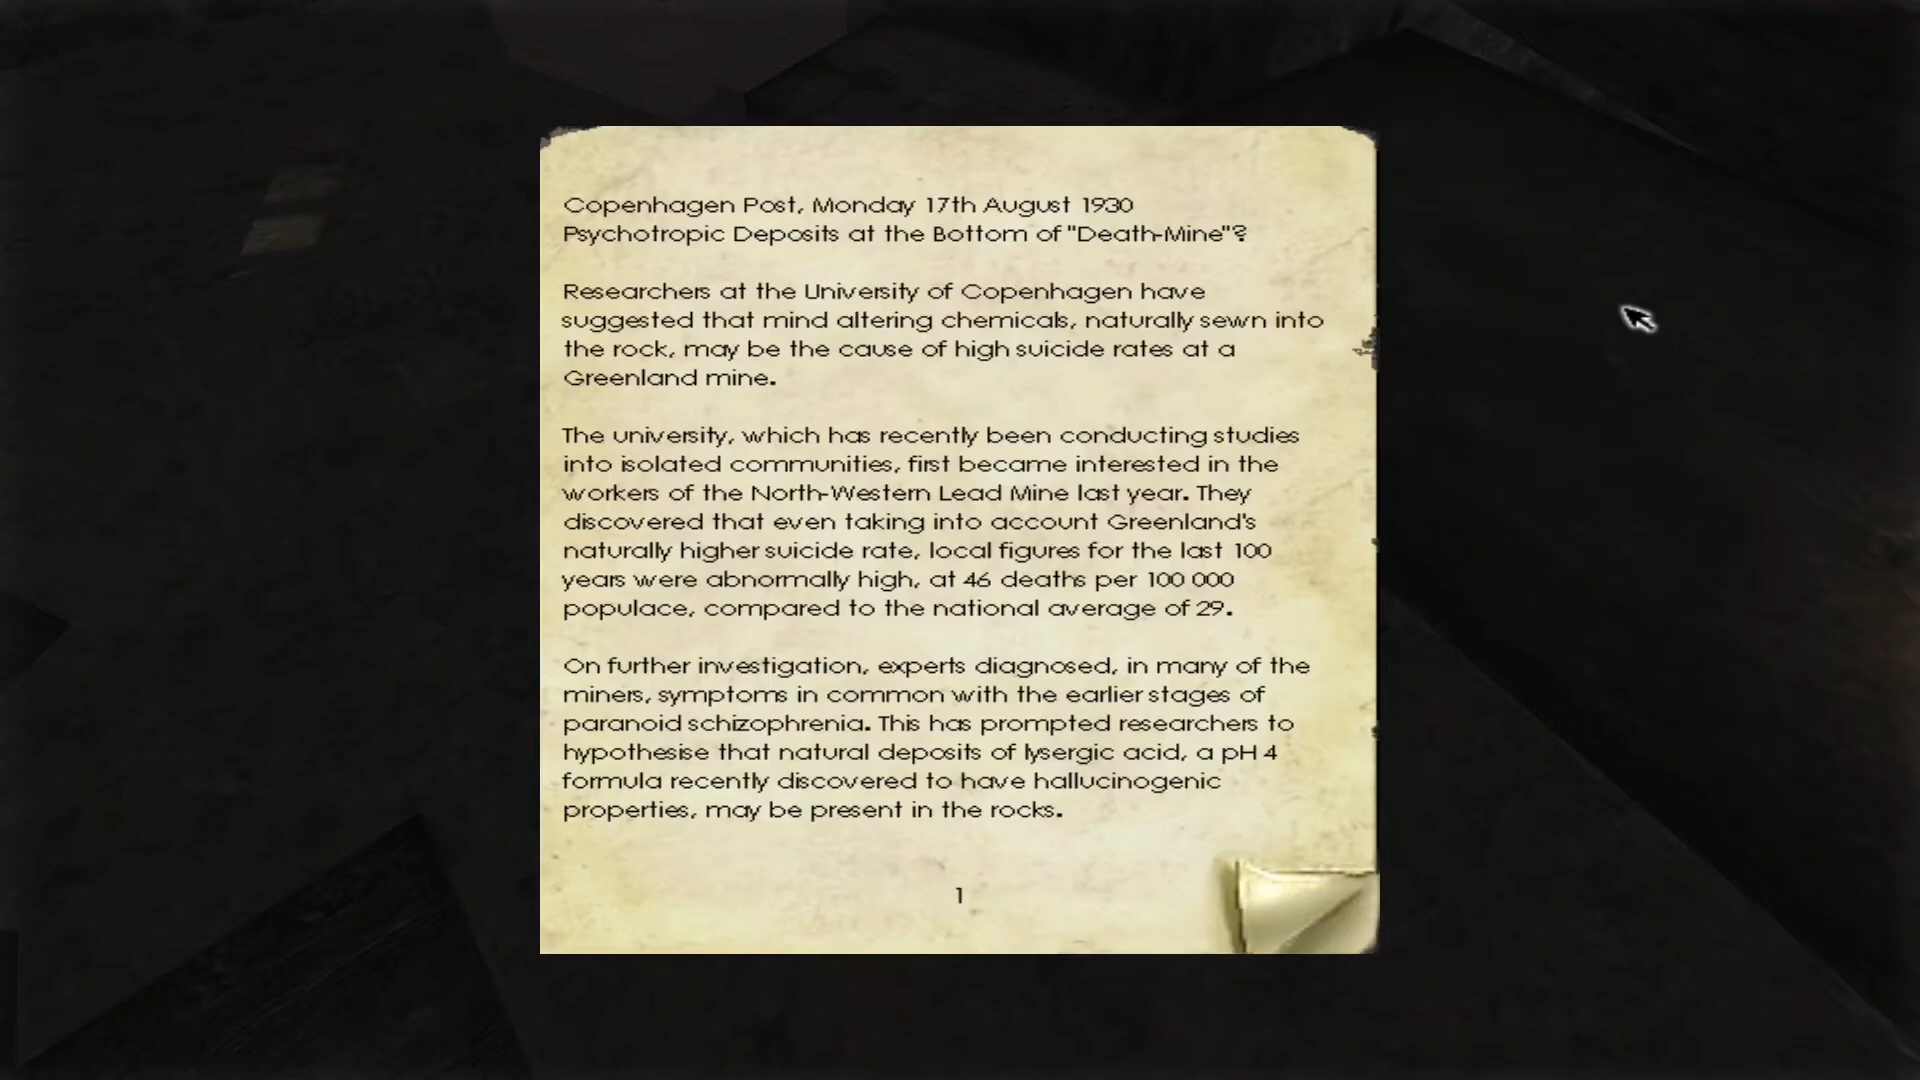 Copenhagen Post, Monday 17th August 1930
Psychotropic Deposits at the Bottom of "Death-Mine"?
Researchers at the University of Copenhagen have
suggested that mind altering chemicals, naturally sewn into
the rock, may be the cause of high suicide rates at a
Greenland mine.
The university, which has recently been conducting studies
into isolated communities, first became interested in the
workers of the North-Western Lead Mine last year. They
discovered that even taking into account Greenland's
naturally higher suicide rate, local figures for the last 100
years were abnormally high, at 46 deaths per 100 000
populace, compared to the national average of 29.
On further investigation, experts diagnosed, in many of the
miners, symptoms in common with the earlier stages of
paranoid schizophrenia. This has prompted researchers to
hypothesise that natural deposits of lysergic acid, a pH 4
formula recently discovered to have hallucinogenic
properties, may be present in the rocks.
1